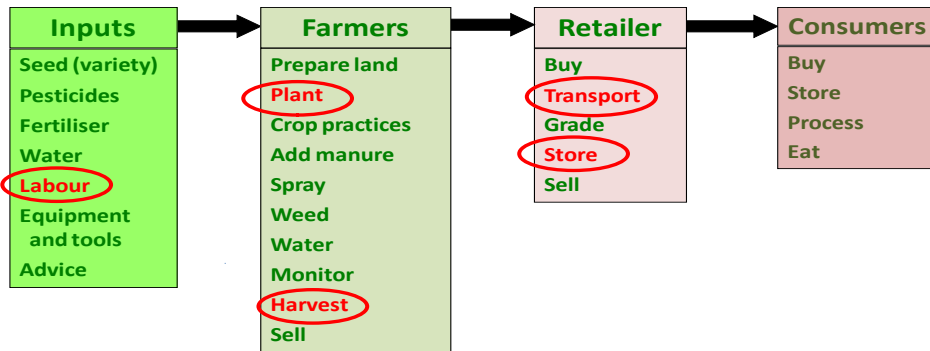 Inputs
Seed (variety)
Pesticides
Fertiliser
Water
Labour
Equipment
and tools
Advice
Farmers
Prepare land
Plant
Crop practices
Add manure
Spray
Weed
Water
Monitor
Harvest
Sell
Retailer
Buy
Transport
Grade
Store
Sell
Consumers
Buy
Store
Process
Eat